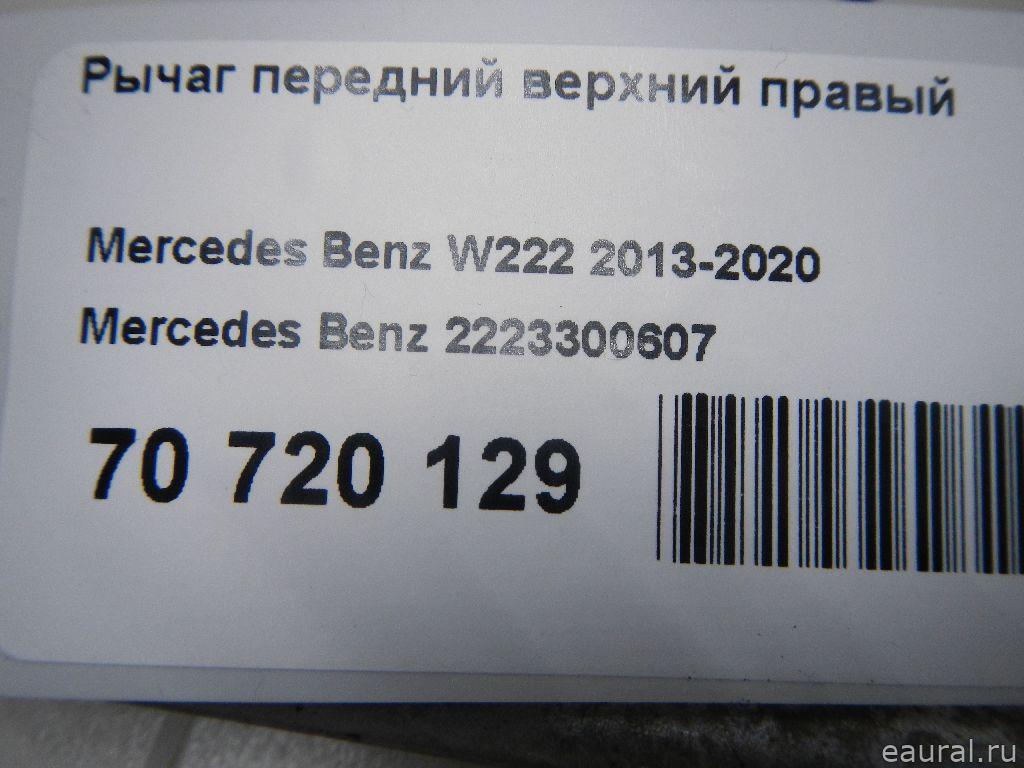 Рычаг передний верхний правый
Mercedes Benz W222 2013-2020
Mercedes Benz 2223300607
70 720 129
eaural.ru